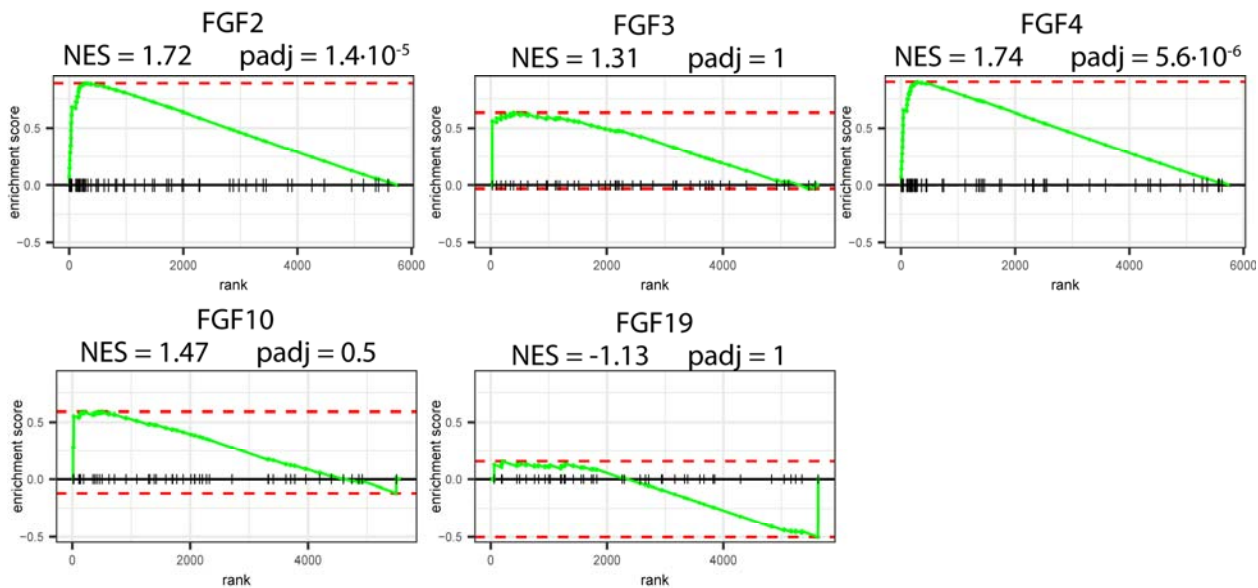 FGF2
NES = 1.72 padj = 1.4·10⁻⁵
enrichment score
0.5
0.0
−0.5
0 2000 4000 6000
rank
FGF3
NES = 1.31 padj = 1
enrichment score
0.5
0.0
−0.5
0 2000 4000
rank
FGF4
NES = 1.74 padj = 5.6·10⁻⁶
enrichment score
0.5
0.0
−0.5
0 2000 4000 6000
rank
FGF10
NES = 1.47 padj = 0.5
enrichment score
0.5
0.0
−0.5
0 2000 4000
rank
FGF19
NES = -1.13 padj = 1
enrichment score
0.5
0.0
−0.5
0 2000 4000
rank